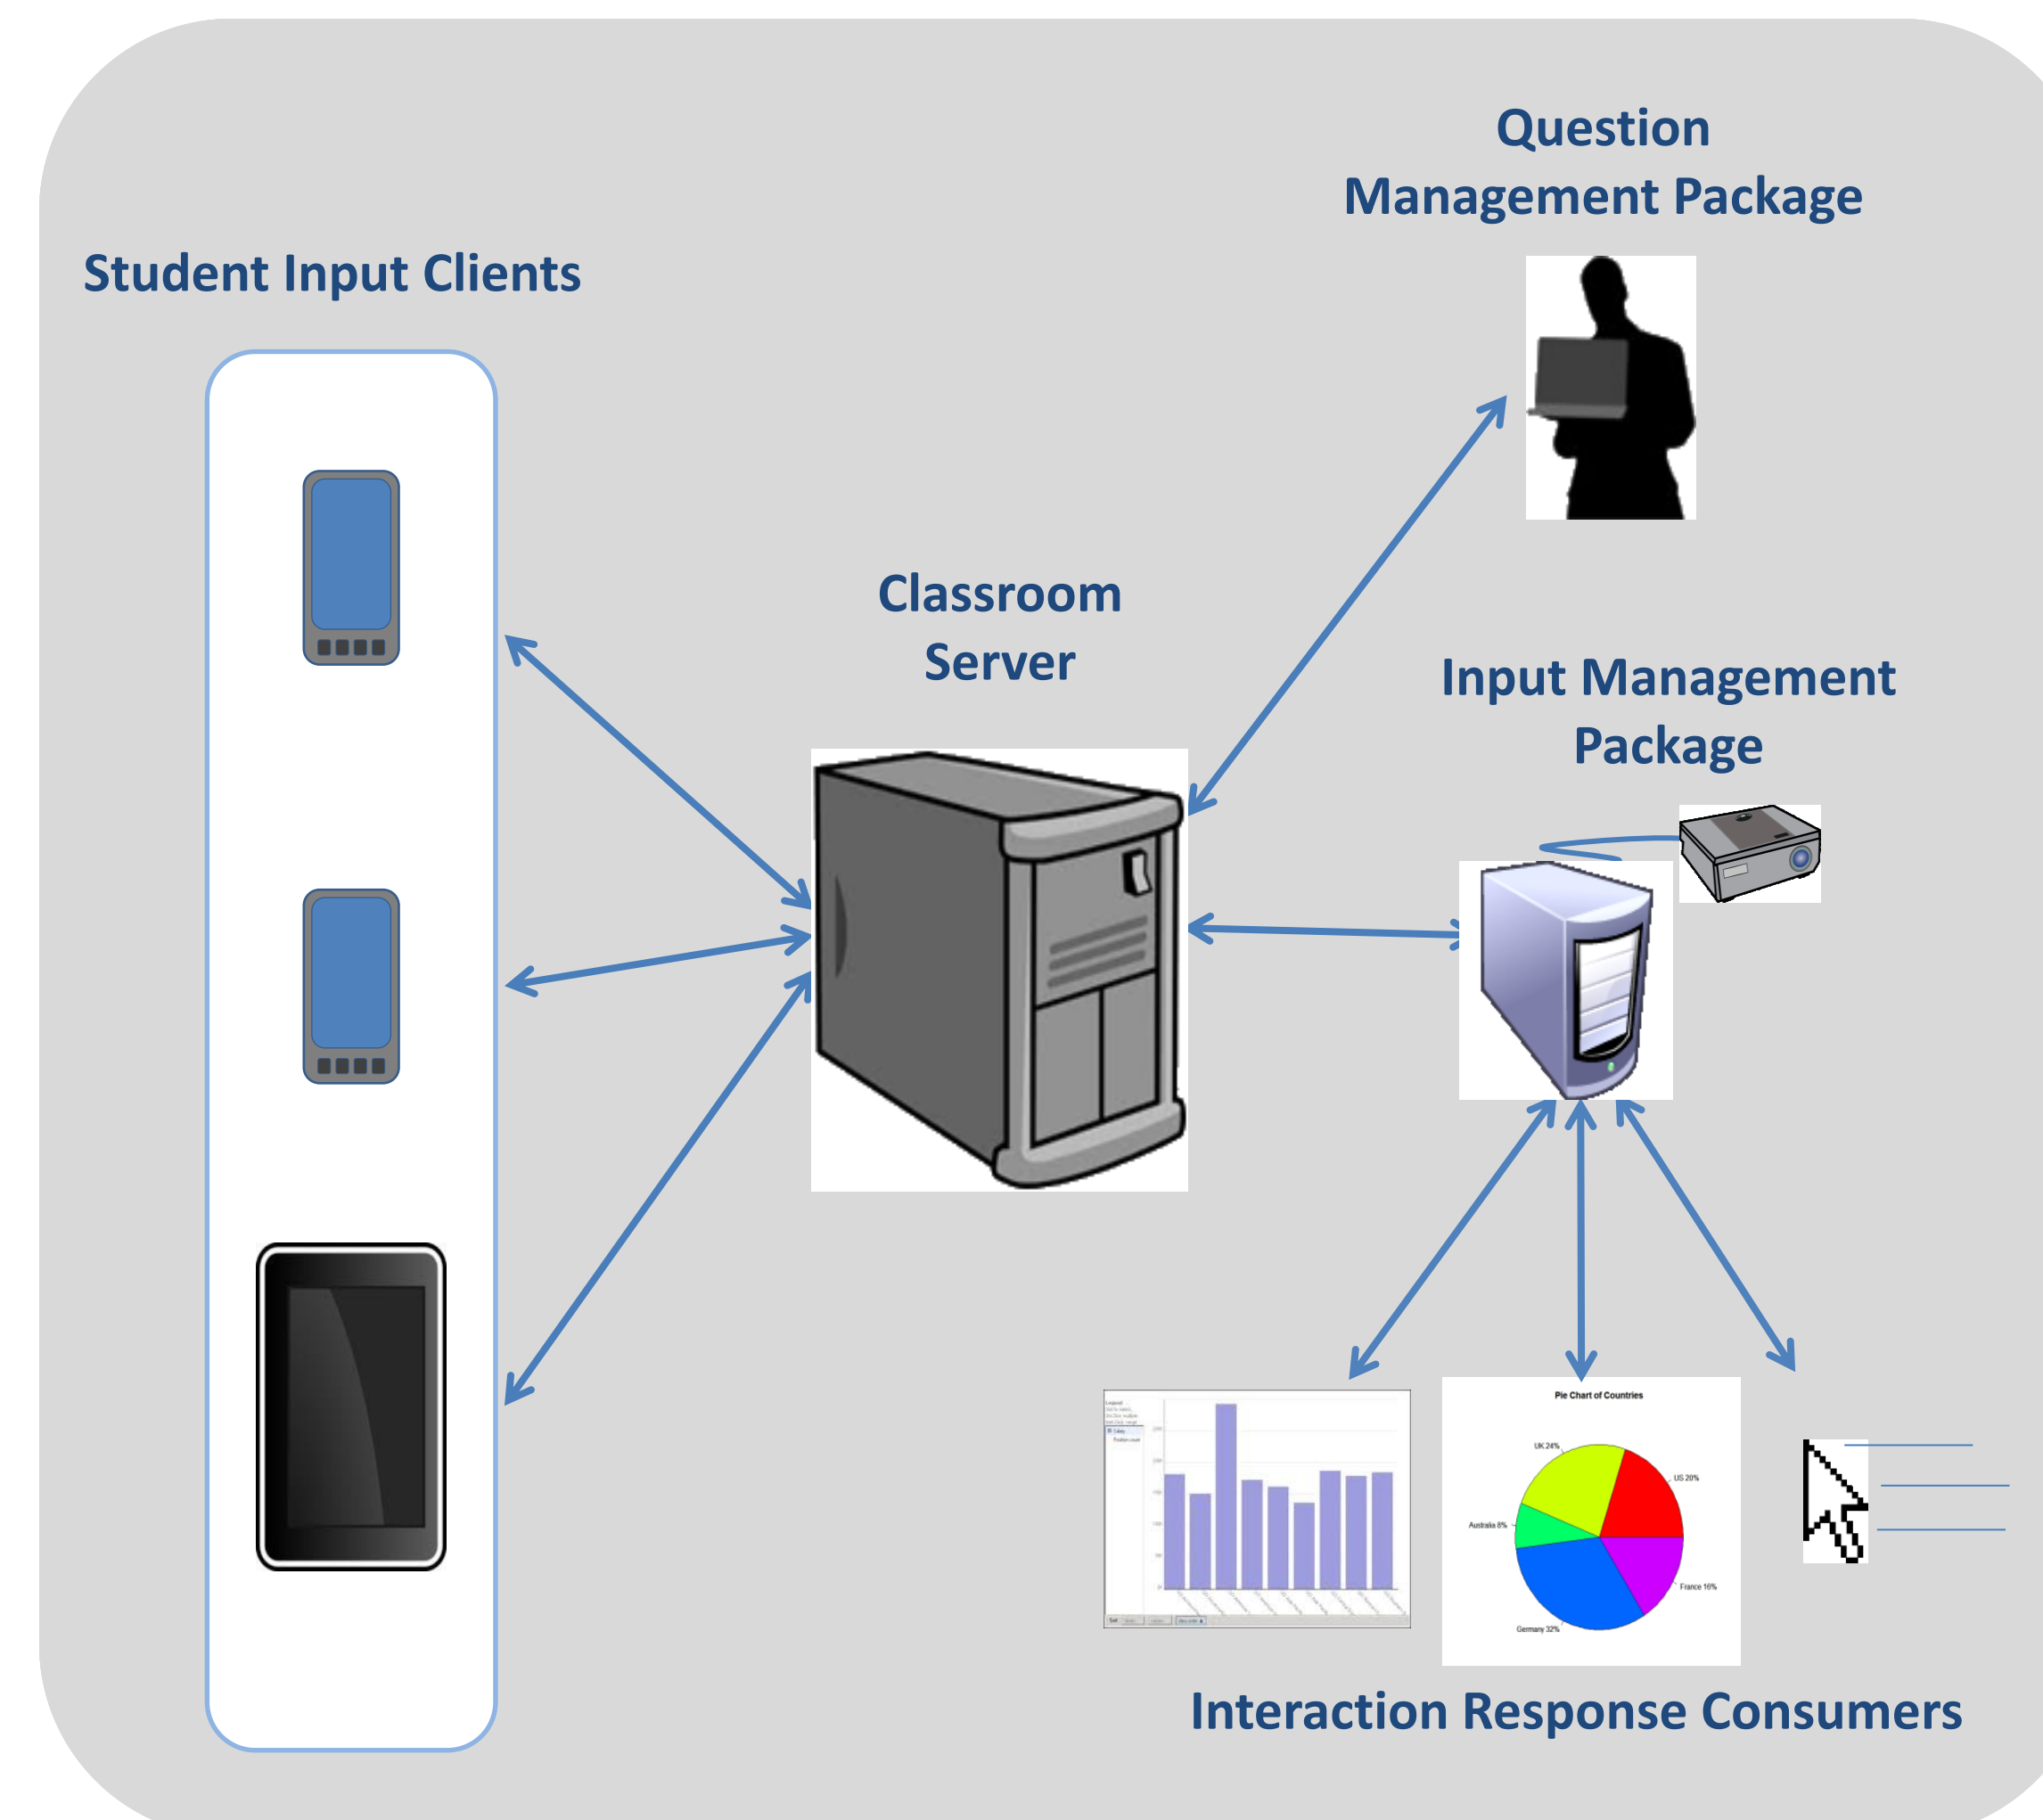 Question
Management Package
Student Input Clients
Classroom
Server
Input Management
Package
Legend
Pie Chart of Countries
UK 24%
US 20%
Australia 8%
France 16%
Germany 32%
Interaction Response Consumers